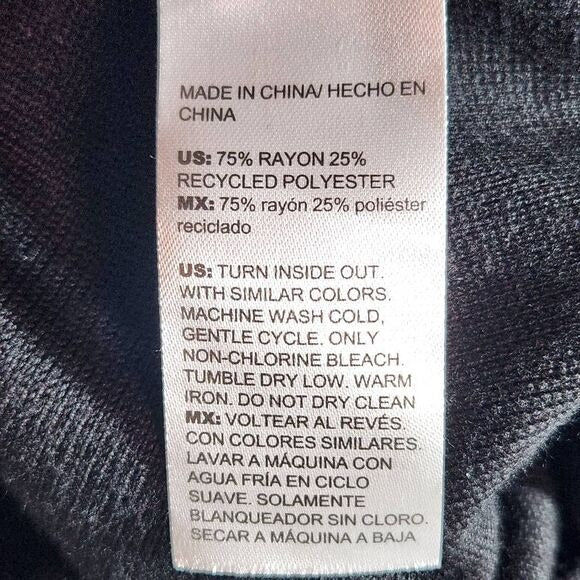 MADE IN CHINA/ HECHO EN
CHINA
US: 75% RAYON 25%
RECYCLED POLYESTER
MX: 75% rayón 25% poliéster
reciclado
US: TURN INSIDE OUT.
WITH SIMILAR COLORS.
MACHINE WASH COLD,
GENTLE CYCLE. ONLY
NON-CHLORINE BLEACH.
TUMBLE DRY LOW. WARM
IRON. DO NOT DRY CLEAN
MX: VOLTEAR AL REVÉS.
CON COLORES SIMILARES.
LAVAR A MÁQUINA CON
AGUA FRÍA EN CICLO
SUAVE. SOLAMENTE
BLANQUEADOR SIN CLORO.
SECAR A MÁQUINA A BAJA